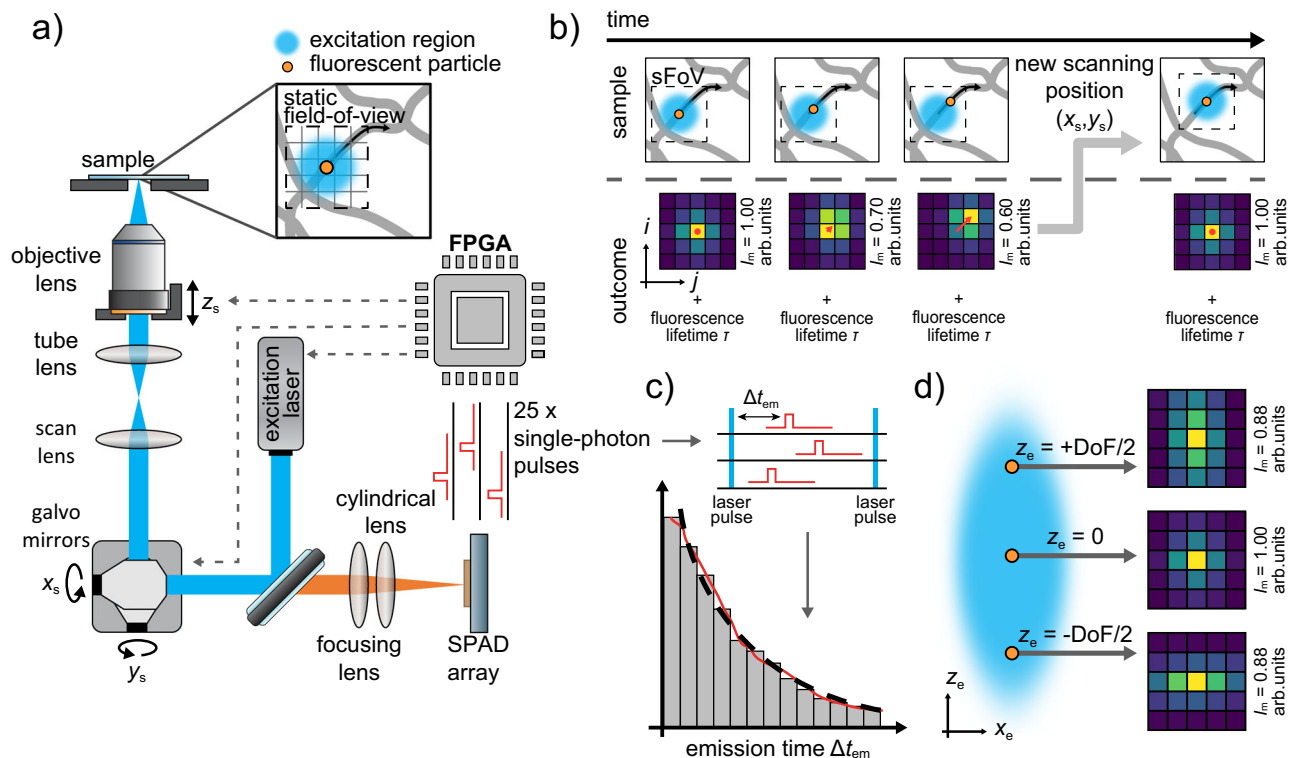 a)
excitation region
fluorescent particle
static
field-of-view
sample
objective
lens
zs
tube
lens
scan
lens
galvo
mirrors
xs
ys
FPGA
excitation
laser
25 x
single-photon
pulses
cylindrical
lens
focusing
lens
SPAD
array
b)
time
sample
sFoV
new scanning
position
(xs,ys)
outcome
i
j
Im = 1.00
arb.units
Im = 0.70
arb.units
Im = 0.60
arb.units
Im = 1.00
arb.units
+
fluorescence
lifetime τ
+
fluorescence
lifetime τ
+
fluorescence
lifetime τ
+
fluorescence
lifetime τ
c)
Δtem
laser
pulse
laser
pulse
emission time Δtem
d)
ze = +DoF/2
Im = 0.88
arb.units
ze = 0
Im = 1.00
arb.units
ze = -DoF/2
Im = 0.88
arb.units
ze
xe